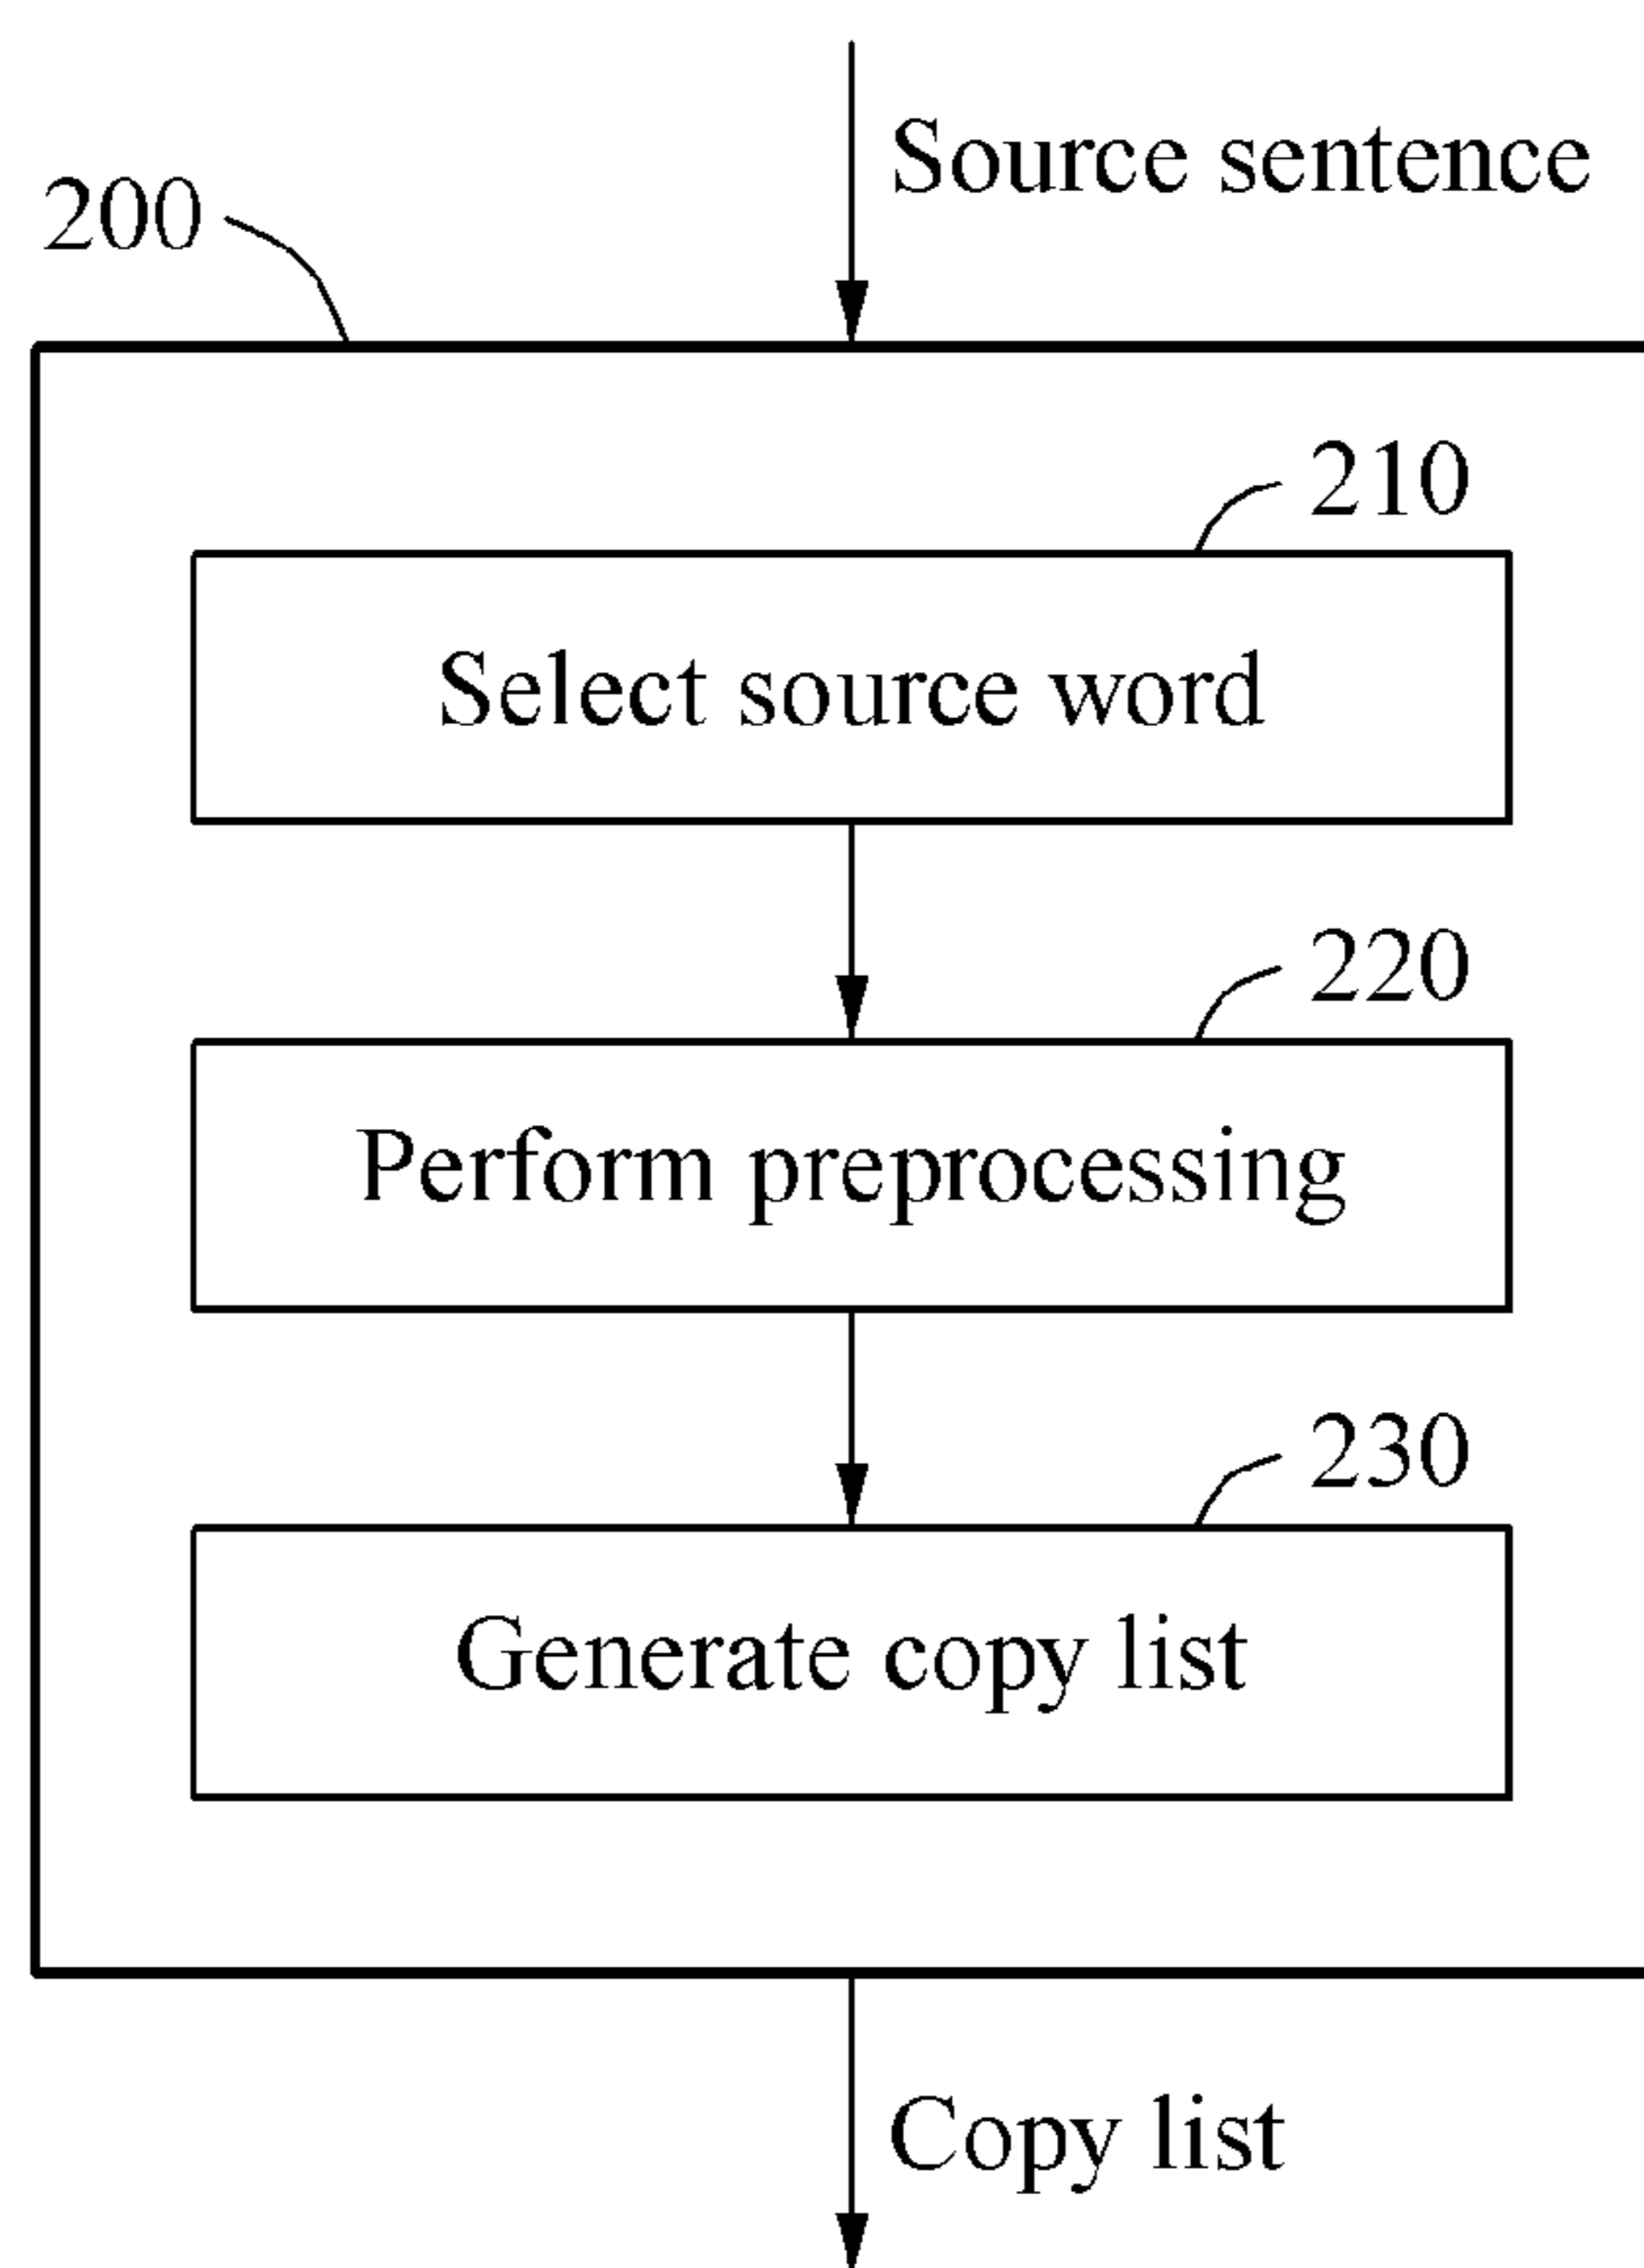 Source sentence
200
210
Select source word
220
Perform preprocessing
230
Generate copy list
Copy list